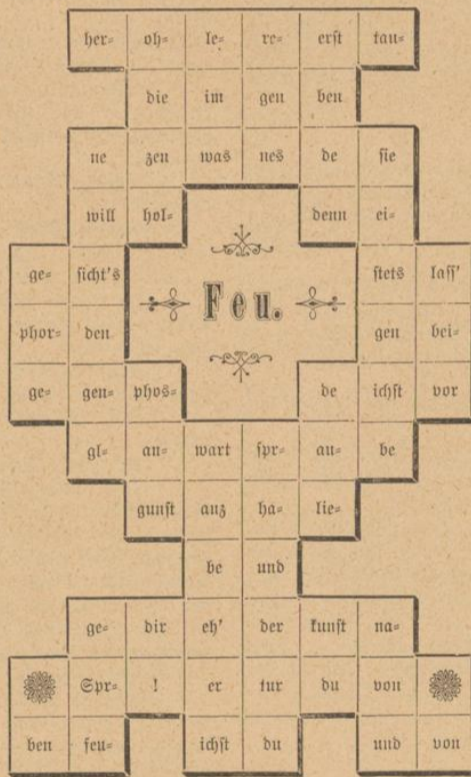 her- oh- le- re- erſt tau-
die im gen ben
ne zen was nes de ſie
will hol- denn ei-
ge- ſicht's ſtets laſſ'
Feu.
phor- den gen bei-
ge- gen- phos- de ichſt vor
gl- an- wart ſpr- au- be
gunſt anz ha- lie-
be und
ge- dir eh' der kunſt na-
Spr- ! er tur du von
ben feu- ichſt du und von